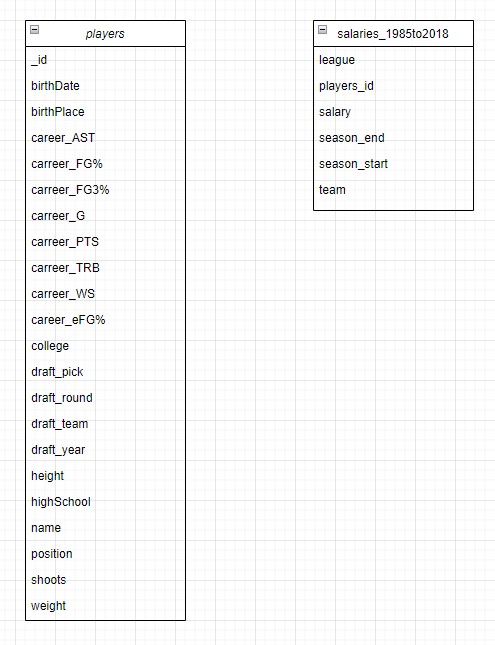 players
_id
birthDate
birthPlace
career_AST
carreer_FG%
carreer_FG3%
carreer_G
carreer_PTS
carreer_TRB
carreer_WS
career_eFG%
college
draft_pick
draft_round
draft_team
draft_year
height
highSchool
name
position
shoots
weight
salaries_1985to2018
league
players_id
salary
season_end
season_start
team